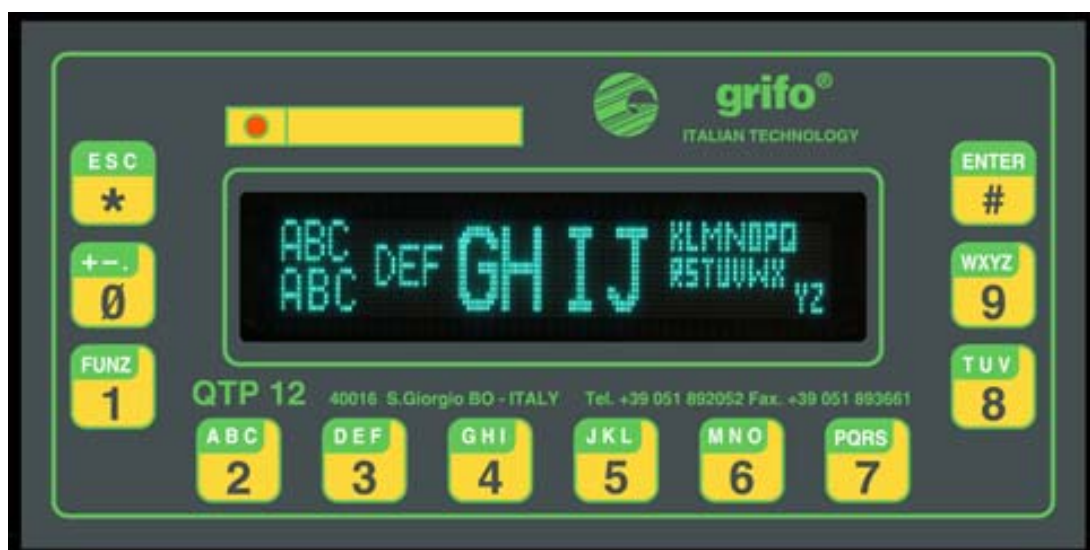 grifo®
ITALIAN TECHNOLOGY
ESC
*
ENTER
#
ABC
ABC
DEF
GHIJ
KLMNOPQ
RSTUVWX
YZ
+-.
0
WXYZ
9
FUNZ
1
TUV
8
QTP 12 40016 S.Giorgio BO - ITALY Tel. +39 051 892052 Fax. +39 051 893661
ABC
2
DEF
3
GHI
4
JKL
5
MNO
6
PQRS
7